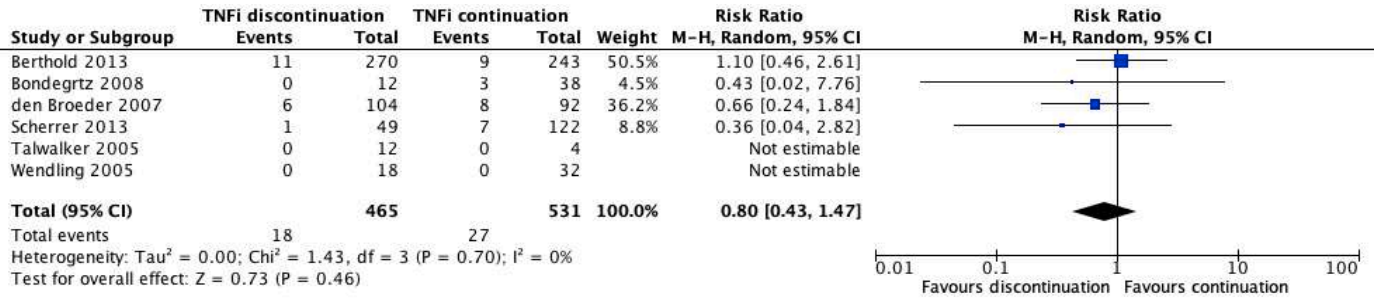 TNFi discontinuation TNFi continuation Risk Ratio Risk Ratio
Study or Subgroup Events Total Events Total Weight M-H, Random, 95% CI M-H, Random, 95% CI
Berthold 2013 11 270 9 243 50.5% 1.10 [0.46, 2.61]
Bondegrtz 2008 0 12 3 38 4.5% 0.43 [0.02, 7.76]
den Broeder 2007 6 104 8 92 36.2% 0.66 [0.24, 1.84]
Scherrer 2013 1 49 7 122 8.8% 0.36 [0.04, 2.82]
Talwalker 2005 0 12 0 4 Not estimable
Wendling 2005 0 18 0 32 Not estimable
Total (95% CI) 465 531 100.0% 0.80 [0.43, 1.47]
Total events 18 27
Heterogeneity: Tau² = 0.00; Chi² = 1.43, df = 3 (P = 0.70); I² = 0%
Test for overall effect: Z = 0.73 (P = 0.46)
0.01 0.1 1 10 100
Favours discontinuation Favours continuation